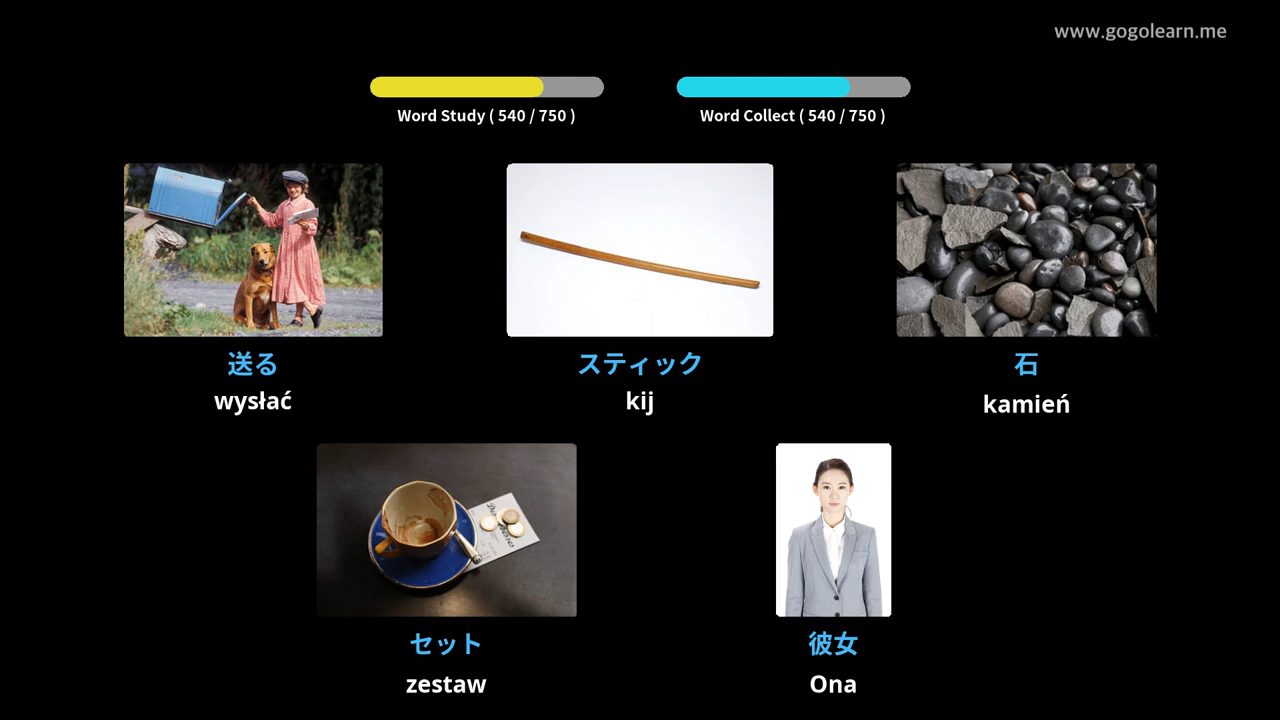 www.gogolearn.me
Word Study ( 540 / 750 )
Word Collect ( 540 / 750 )
送る
wysłać
スティック
kij
石
kamień
セット
zestaw
彼女
Ona